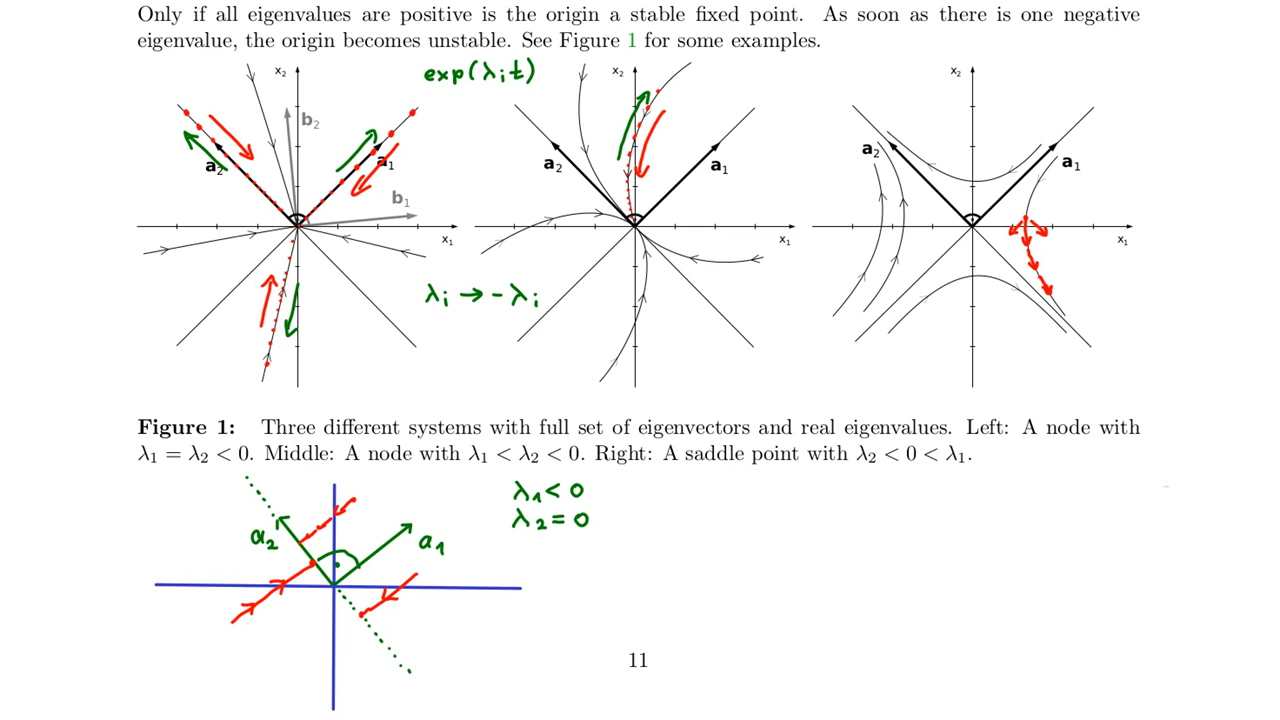 Only if all eigenvalues are positive is the origin a stable fixed point. As soon as there is one negative
eigenvalue, the origin becomes unstable. See Figure 1 for some examples.
x₂
exp(λᵢt)
x₂
x₂
b₂
a₂
a₁
a₂
a₁
a₂
a₁
b₁
x₁
x₁
x₁
λᵢ → -λᵢ
Figure 1: Three different systems with full set of eigenvectors and real eigenvalues. Left: A node with
λ₁ = λ₂ < 0. Middle: A node with λ₁ < λ₂ < 0. Right: A saddle point with λ₂ < 0 < λ₁.
λ₁ < 0
λ₂ = 0
a₂
a₁
11